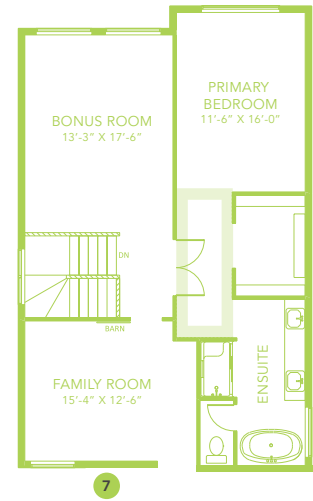 PRIMARY
BEDROOM
11'-6" X 16'-0"
BONUS ROOM
13'-3" X 17'-6"
DN
BARN
ENSUITE
FAMILY ROOM
15'-4" X 12'-6"
7